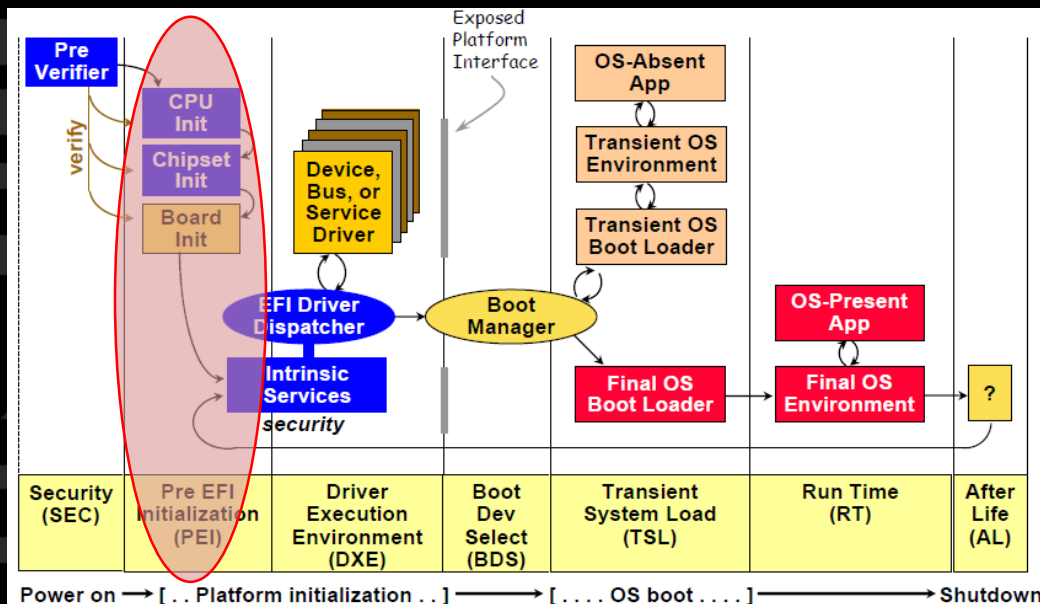 Exposed
Platform
Interface
Pre
Verifier
verify
CPU
Init
Chipset
Init
Board
Init
Device,
Bus, or
Service
Driver
EFI Driver
Dispatcher
Intrinsic
Services
security
Boot
Manager
OS-Absent
App
Transient OS
Environment
Transient OS
Boot Loader
Final OS
Boot Loader
OS-Present
App
Final OS
Environment
?
Security
(SEC)
Pre EFI
Initialization
(PEI)
Driver
Execution
Environment
(DXE)
Boot
Dev
Select
(BDS)
Transient
System Load
(TSL)
Run Time
(RT)
After
Life
(AL)
Power on → [ . . Platform initialization . . ] → [ . . . . OS boot . . . . ] → Shutdown